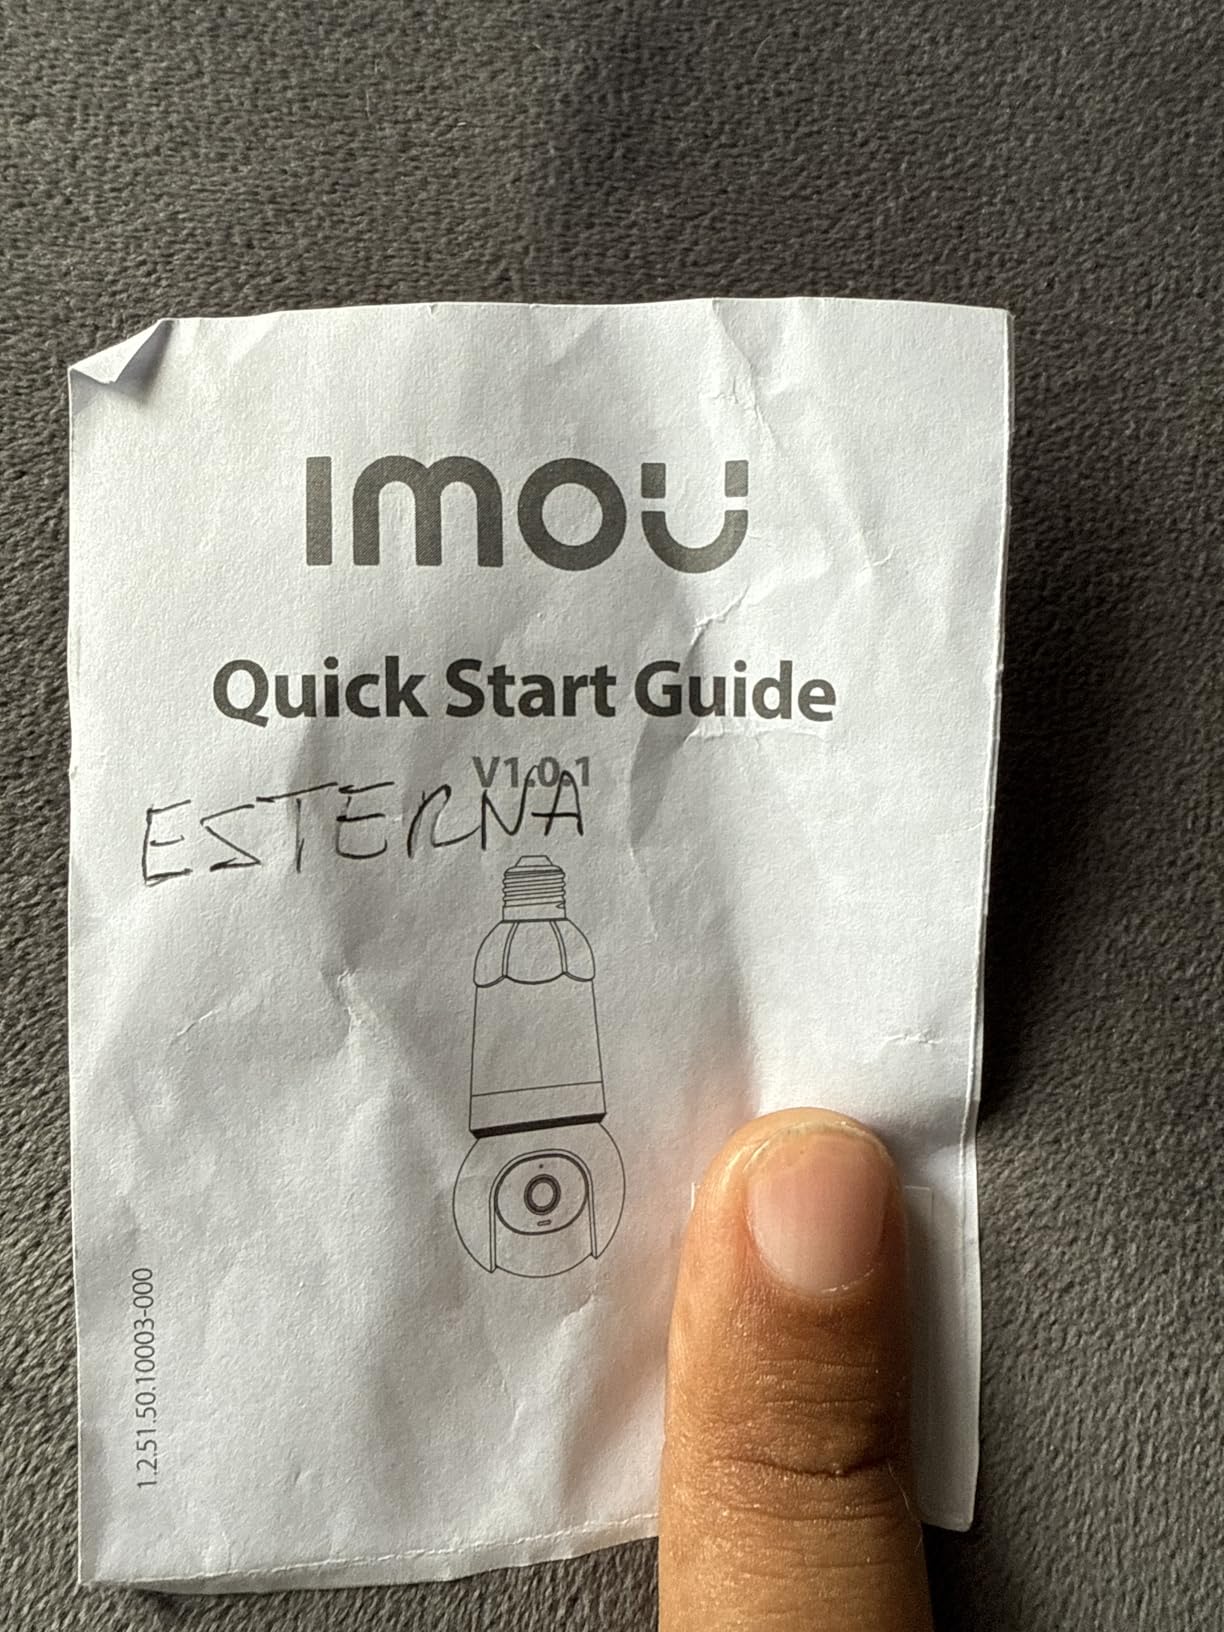 imou
Quick Start Guide
V1.0.1
ESTERNA
1.2.51.50.10003-000